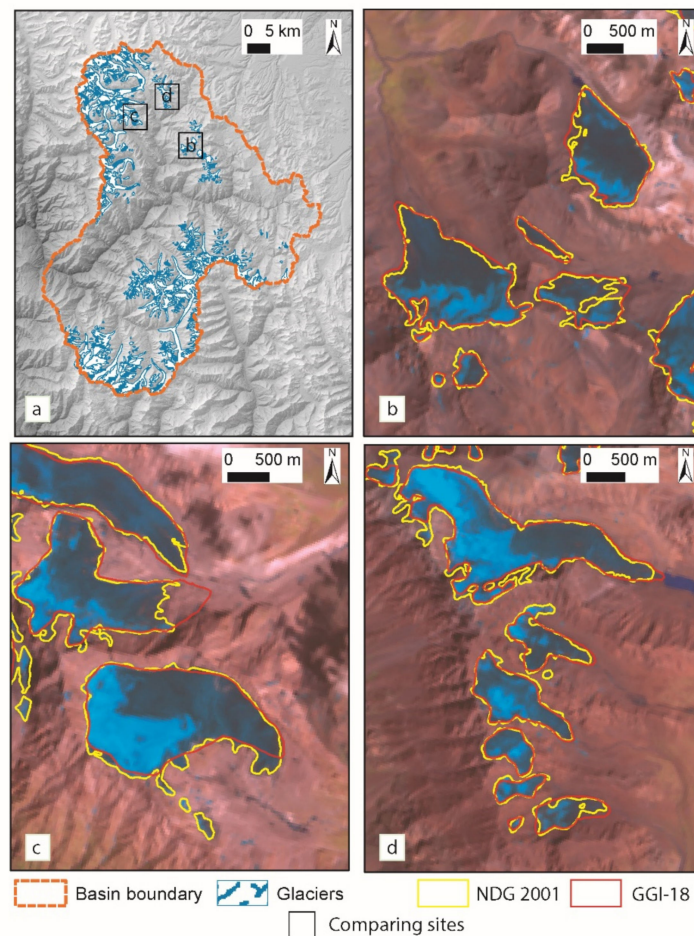 0 5 km
N
d
c
b
a
0 500 m
N
b
0 500 m
N
c
0 500 m
N
d
Basin boundary
Glaciers
NDG 2001
GGI-18
Comparing sites